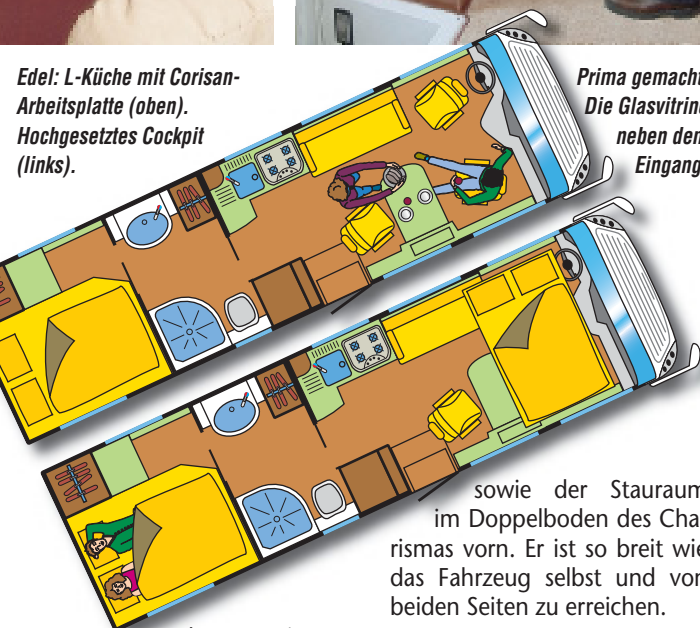 Edel: L-Küche mit Corisan-
Arbeitsplatte (oben).
Hochgesetztes Cockpit
(links).
Prima gemacht
Die Glasvitrin
neben dem
Eingang
sowie der Stauraum
im Doppelboden des Cha-
rismas vorn. Er ist so breit wie
das Fahrzeug selbst und von
beiden Seiten zu erreichen.